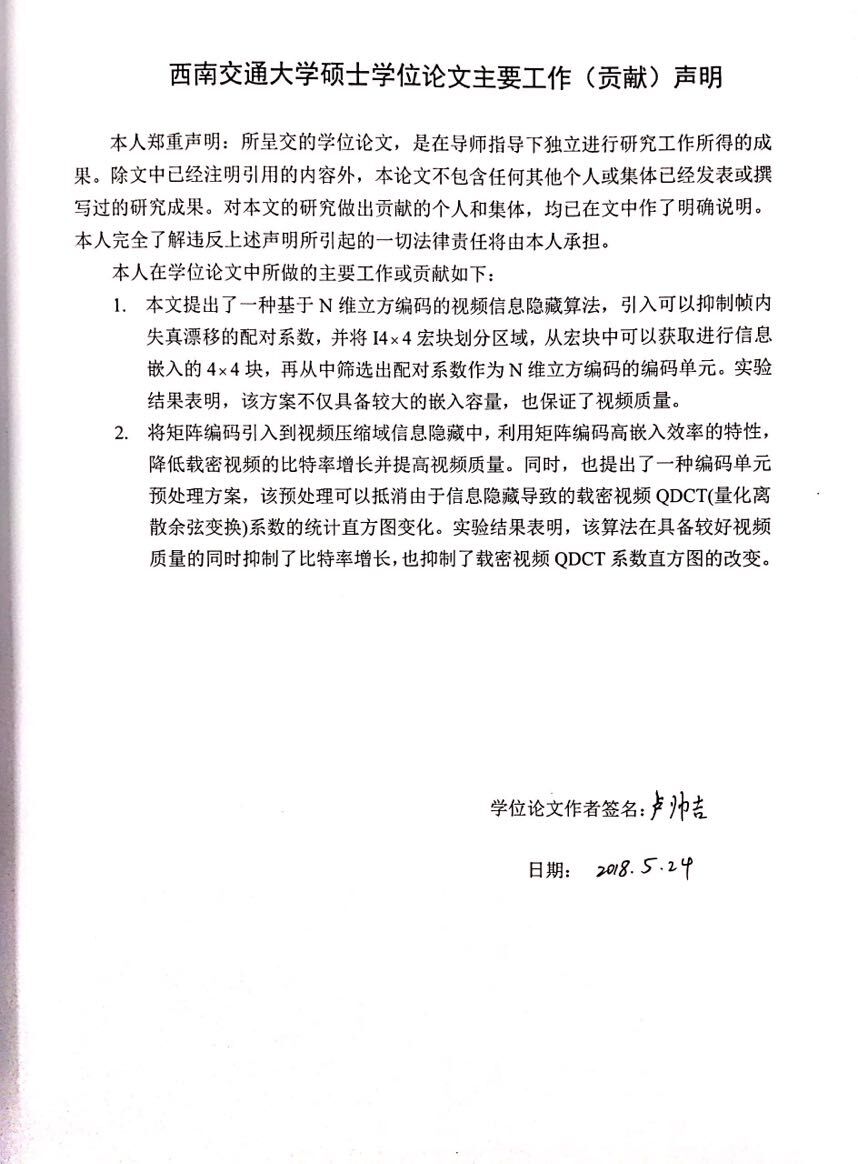 西南交通大学硕士学位论文主要工作（贡献）声明
本人郑重声明：所呈交的学位论文，是在导师指导下独立进行研究工作所得的成
果。除文中已经注明引用的内容外，本论文不包含任何其他个人或集体已经发表或撰
写过的研究成果。对本文的研究做出贡献的个人和集体，均已在文中作了明确说明。
本人完全了解违反上述声明所引起的一切法律责任将由本人承担。
本人在学位论文中所做的主要工作或贡献如下：
1. 本文提出了一种基于 N 维立方编码的视频信息隐藏算法，引入可以抑制帧内
失真漂移的配对系数，并将 I4×4 宏块划分区域，从宏块中可以获取进行信息
嵌入的 4×4 块，再从中筛选出配对系数作为 N 维立方编码的编码单元。实验
结果表明，该方案不仅具备较大的嵌入容量，也保证了视频质量。
2. 将矩阵编码引入到视频压缩域信息隐藏中，利用矩阵编码高嵌入效率的特性，
降低载密视频的比特率增长并提高视频质量。同时，也提出了一种编码单元
预处理方案，该预处理可以抵消由于信息隐藏导致的载密视频 QDCT(量化离
散余弦变换)系数的统计直方图变化。实验结果表明，该算法在具备较好视频
质量的同时抑制了比特率增长，也抑制了载密视频 QDCT 系数直方图的改变。
学位论文作者签名：卢帅吉
日期： 2018.5.24